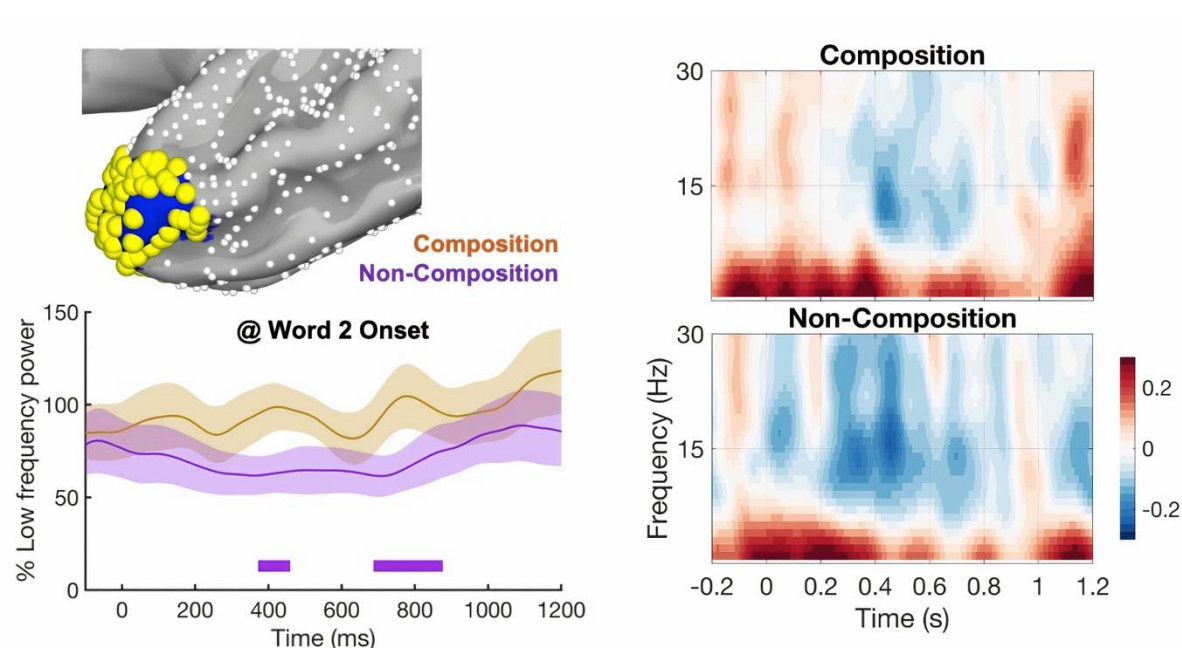 Composition
Non-Composition
@ Word 2 Onset
% Low frequency power
150
100
50
0
0
200
400
600
800
1000
1200
Time (ms)
Composition
30
15
Non-Composition
Frequency (Hz)
30
15
-0.2
0
0.2
0.4
0.6
0.8
1
1.2
Time (s)
0.2
0
-0.2